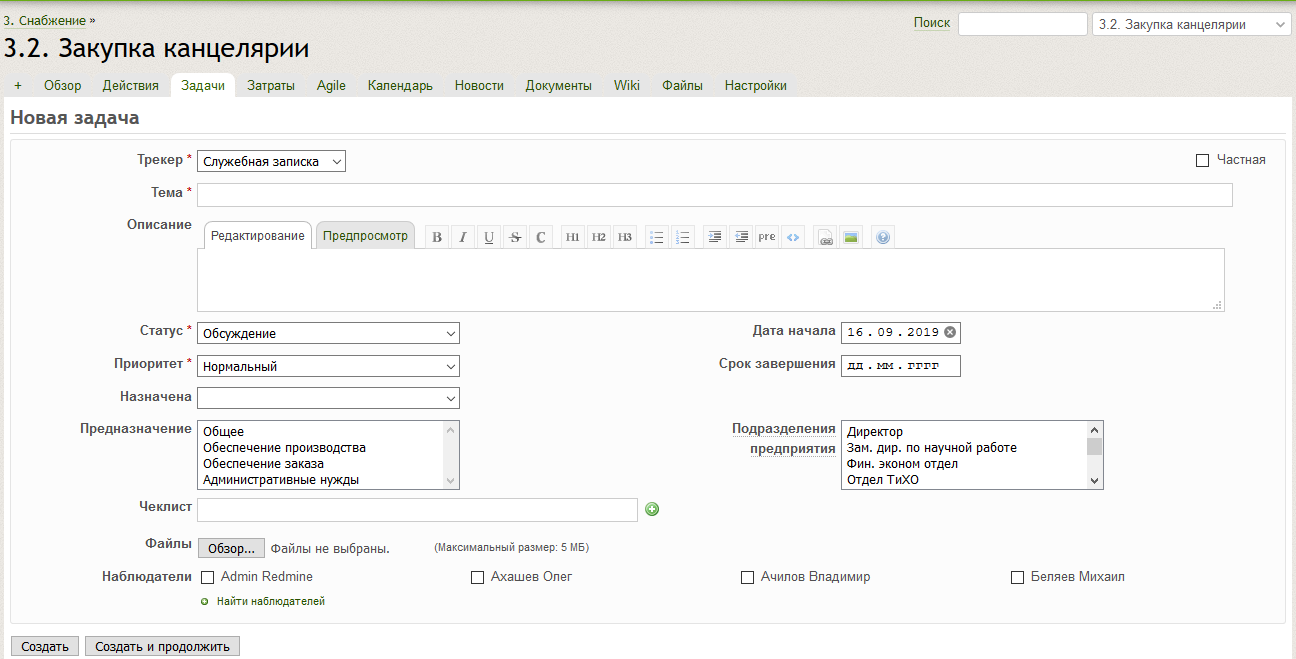 3. Снабжение »
Поиск 3.2. Закупка канцелярии
3.2. Закупка канцелярии
+ Обзор Действия Задачи Затраты Agile Календарь Новости Документы Wiki Файлы Настройки
Новая задача
Трекер * Служебная записка Частная
Тема *
Описание
Редактирование Предпросмотр B I U S C H1 H2 H3 pre
Статус * Обсуждение Дата начала 16 . 09 . 2019
Приоритет * Нормальный Срок завершения дд . мм . гггг
Назначена
Предназначение Общее Подразделения Директор
Обеспечение производства предприятия Зам. дир. по научной работе
Обеспечение заказа Фин. эконом отдел
Административные нужды Отдел ТиХО
Чеклист
Файлы Обзор... Файлы не выбраны. (Максимальный размер: 5 МБ)
Наблюдатели Admin Redmine Ахашев Олег Ачилов Владимир Беляев Михаил
Найти наблюдателей
Создать Создать и продолжить